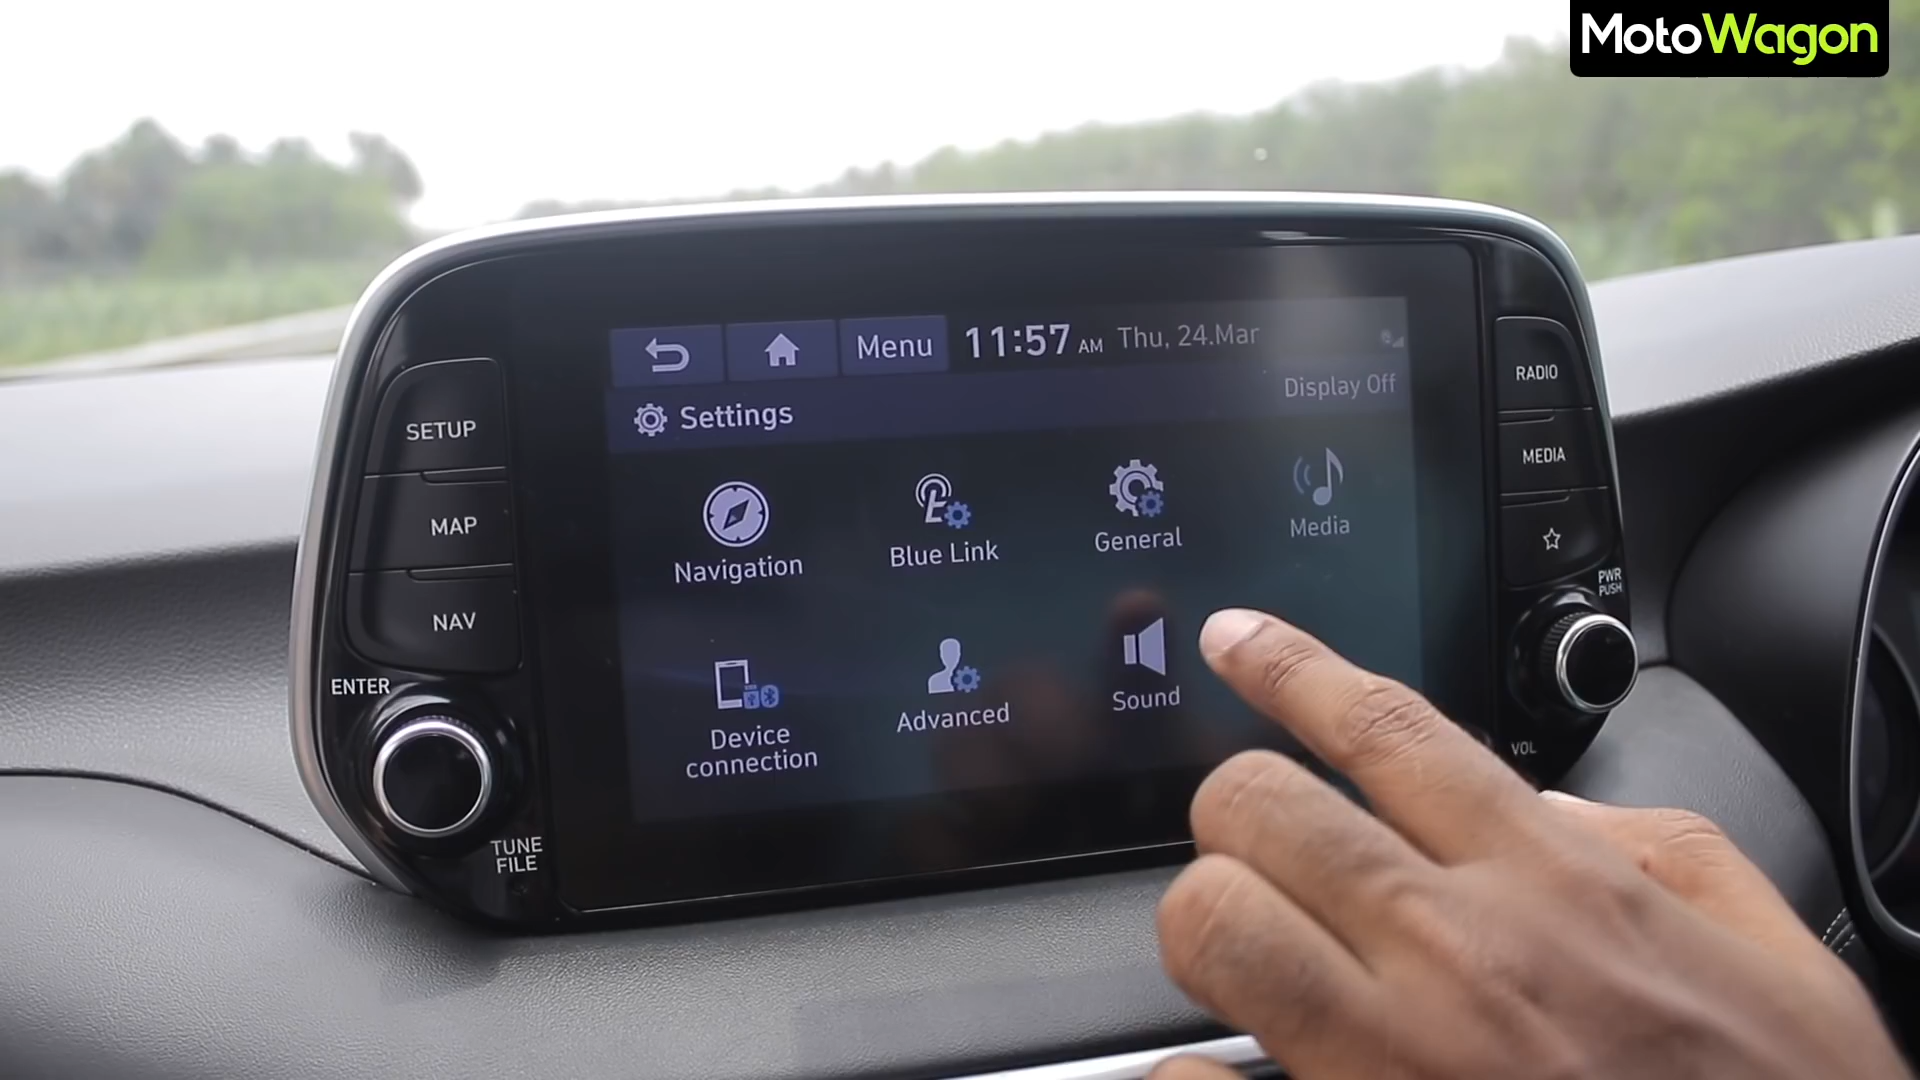 MotoWagon
Menu
11:57 AM Thu, 24.Mar
Display Off
Settings
SETUP
MAP
NAV
ENTER
TUNE
FILE
Navigation
Blue Link
General
Media
Device
connection
Advanced
Sound
RADIO
MEDIA
PWR
PUSH
VOL